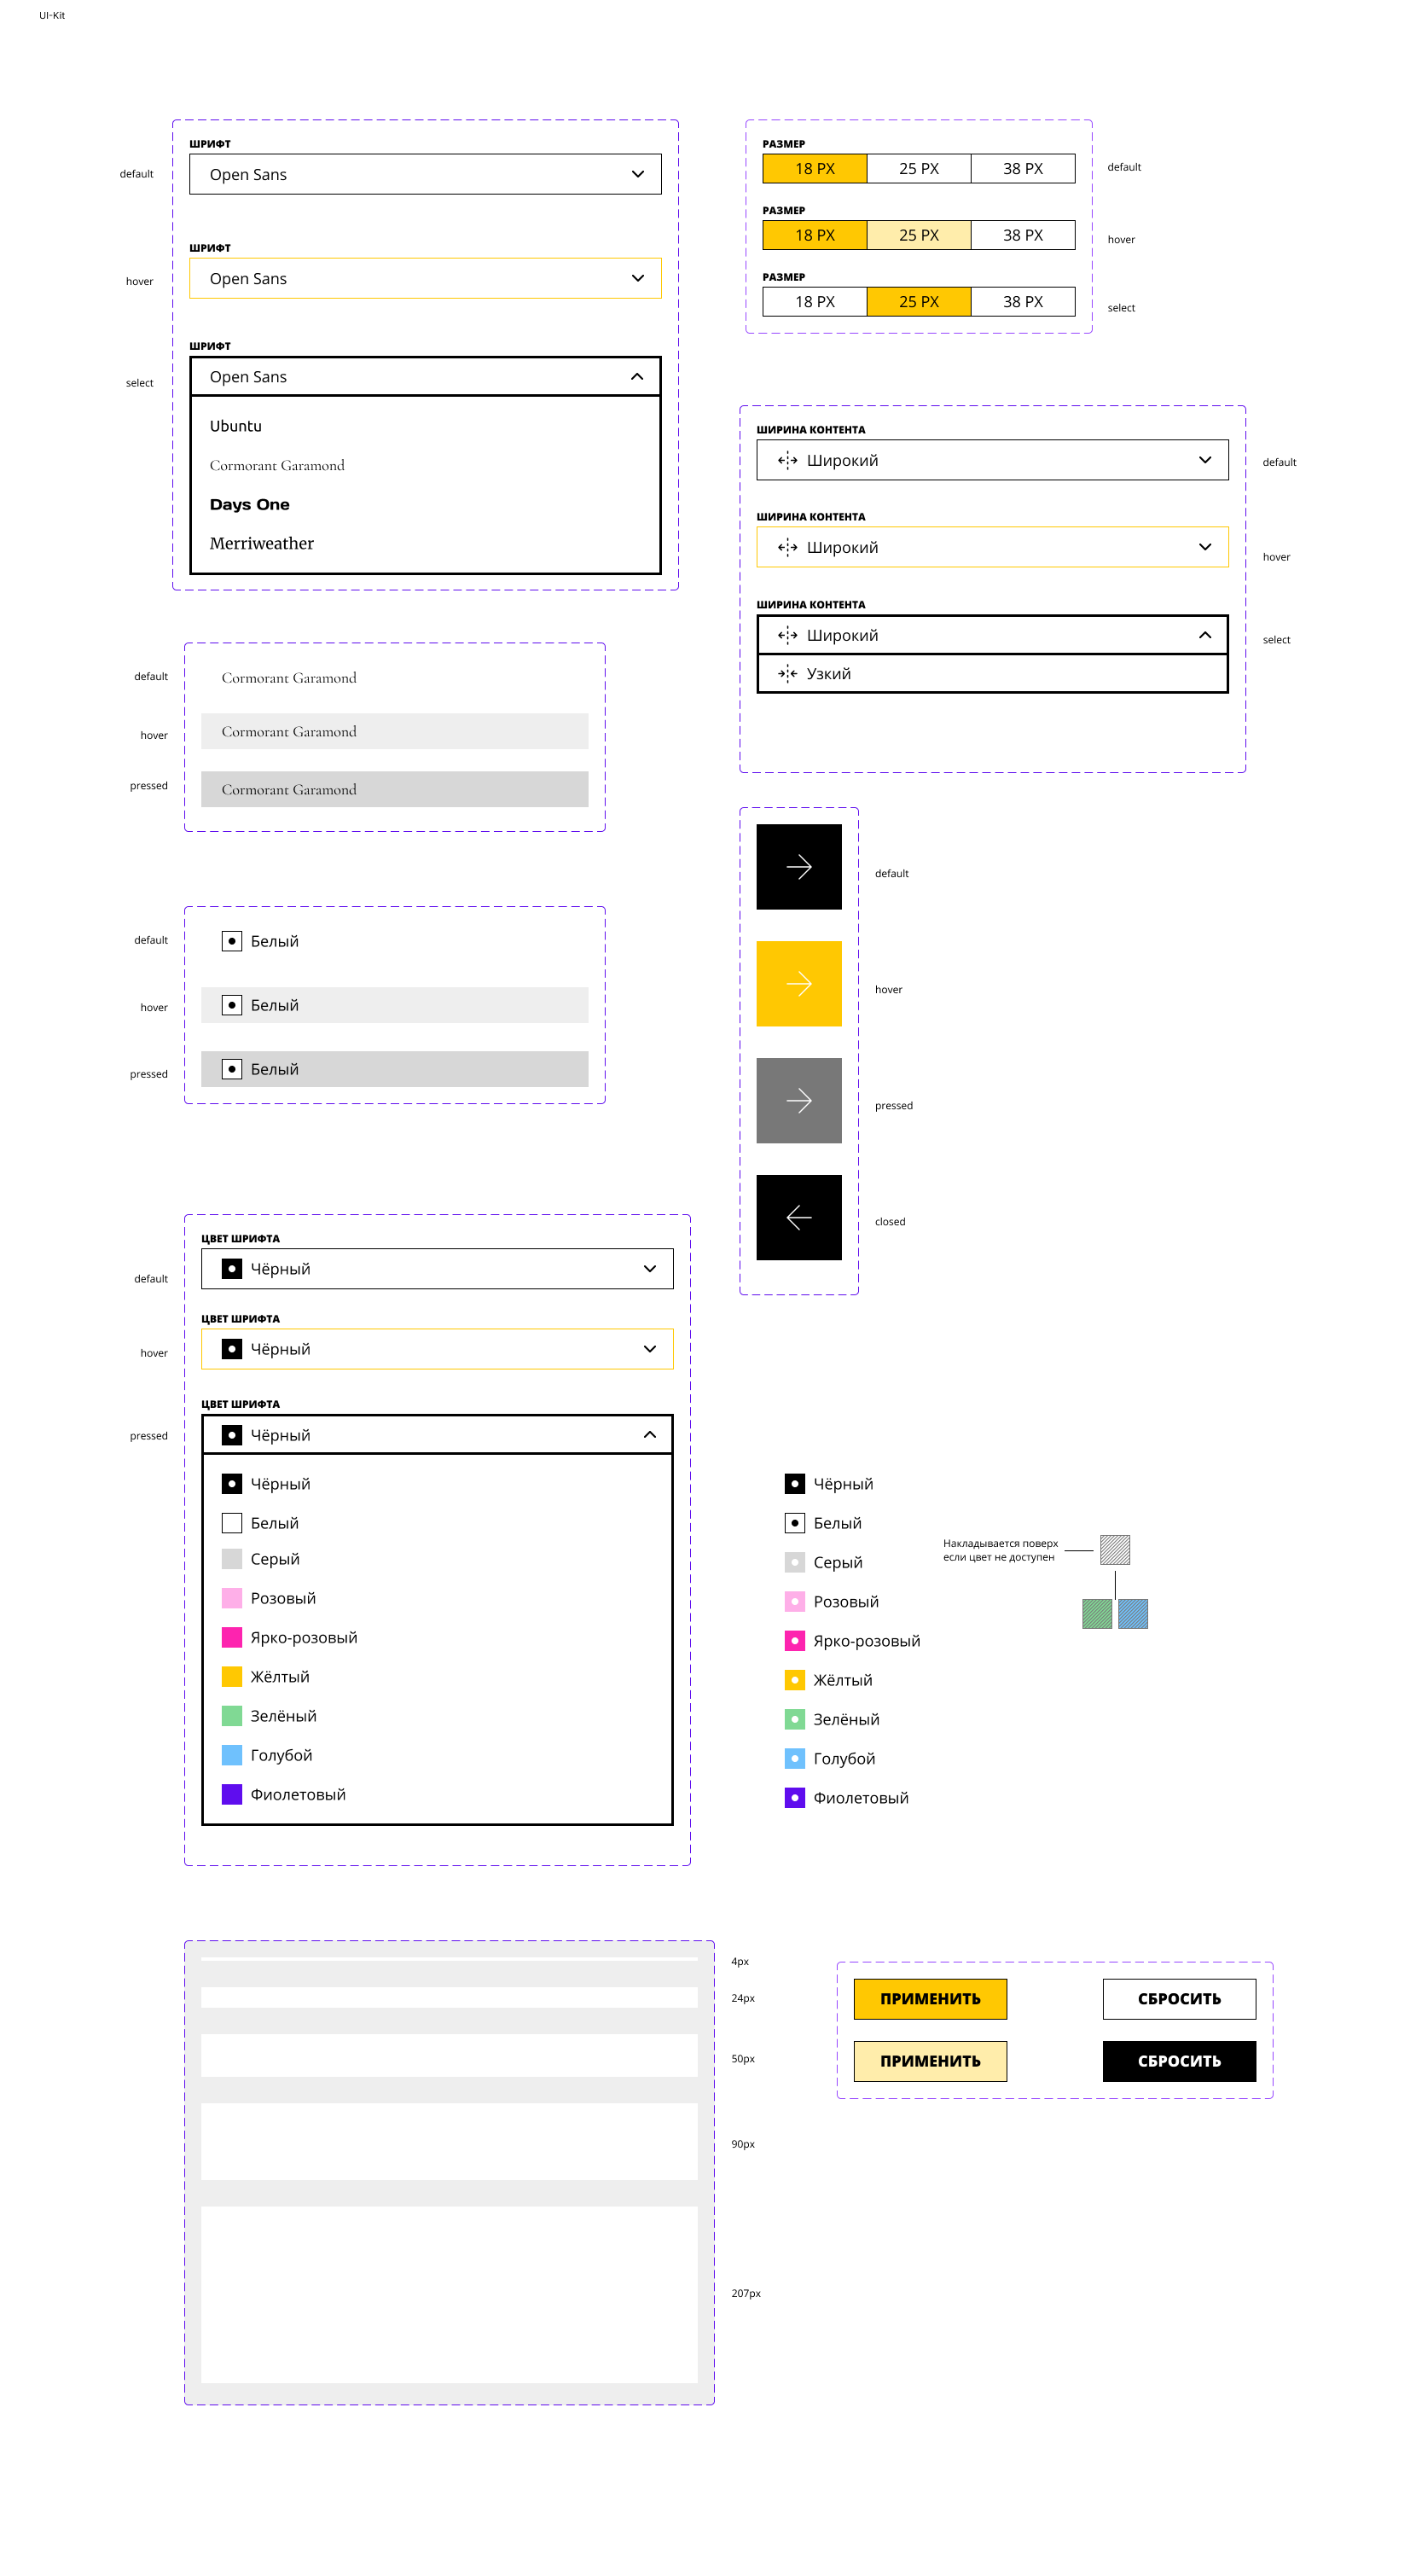 UI-Kit
ШРИФТ
default
Open Sans
ШРИФТ
hover
Open Sans
ШРИФТ
select
Open Sans
Ubuntu
Cormorant Garamond
Days One
Merriweather
РАЗМЕР
18 PX 25 PX 38 PX
default
РАЗМЕР
18 PX 25 PX 38 PX
hover
РАЗМЕР
18 PX 25 PX 38 PX
select
ШИРИНА КОНТЕНТА
Широкий
default
ШИРИНА КОНТЕНТА
Широкий
hover
ШИРИНА КОНТЕНТА
Широкий
select
Узкий
default
Cormorant Garamond
hover
Cormorant Garamond
pressed
Cormorant Garamond
default
hover
pressed
closed
default
Белый
hover
Белый
pressed
Белый
ЦВЕТ ШРИФТА
default
Чёрный
ЦВЕТ ШРИФТА
hover
Чёрный
ЦВЕТ ШРИФТА
pressed
Чёрный
Чёрный
Белый
Серый
Розовый
Ярко-розовый
Жёлтый
Зелёный
Голубой
Фиолетовый
Чёрный
Белый
Серый
Розовый
Ярко-розовый
Жёлтый
Зелёный
Голубой
Фиолетовый
Накладывается поверх
если цвет не доступен
4px
24px
50px
90px
207px
ПРИМЕНИТЬ
СБРОСИТЬ
ПРИМЕНИТЬ
СБРОСИТЬ